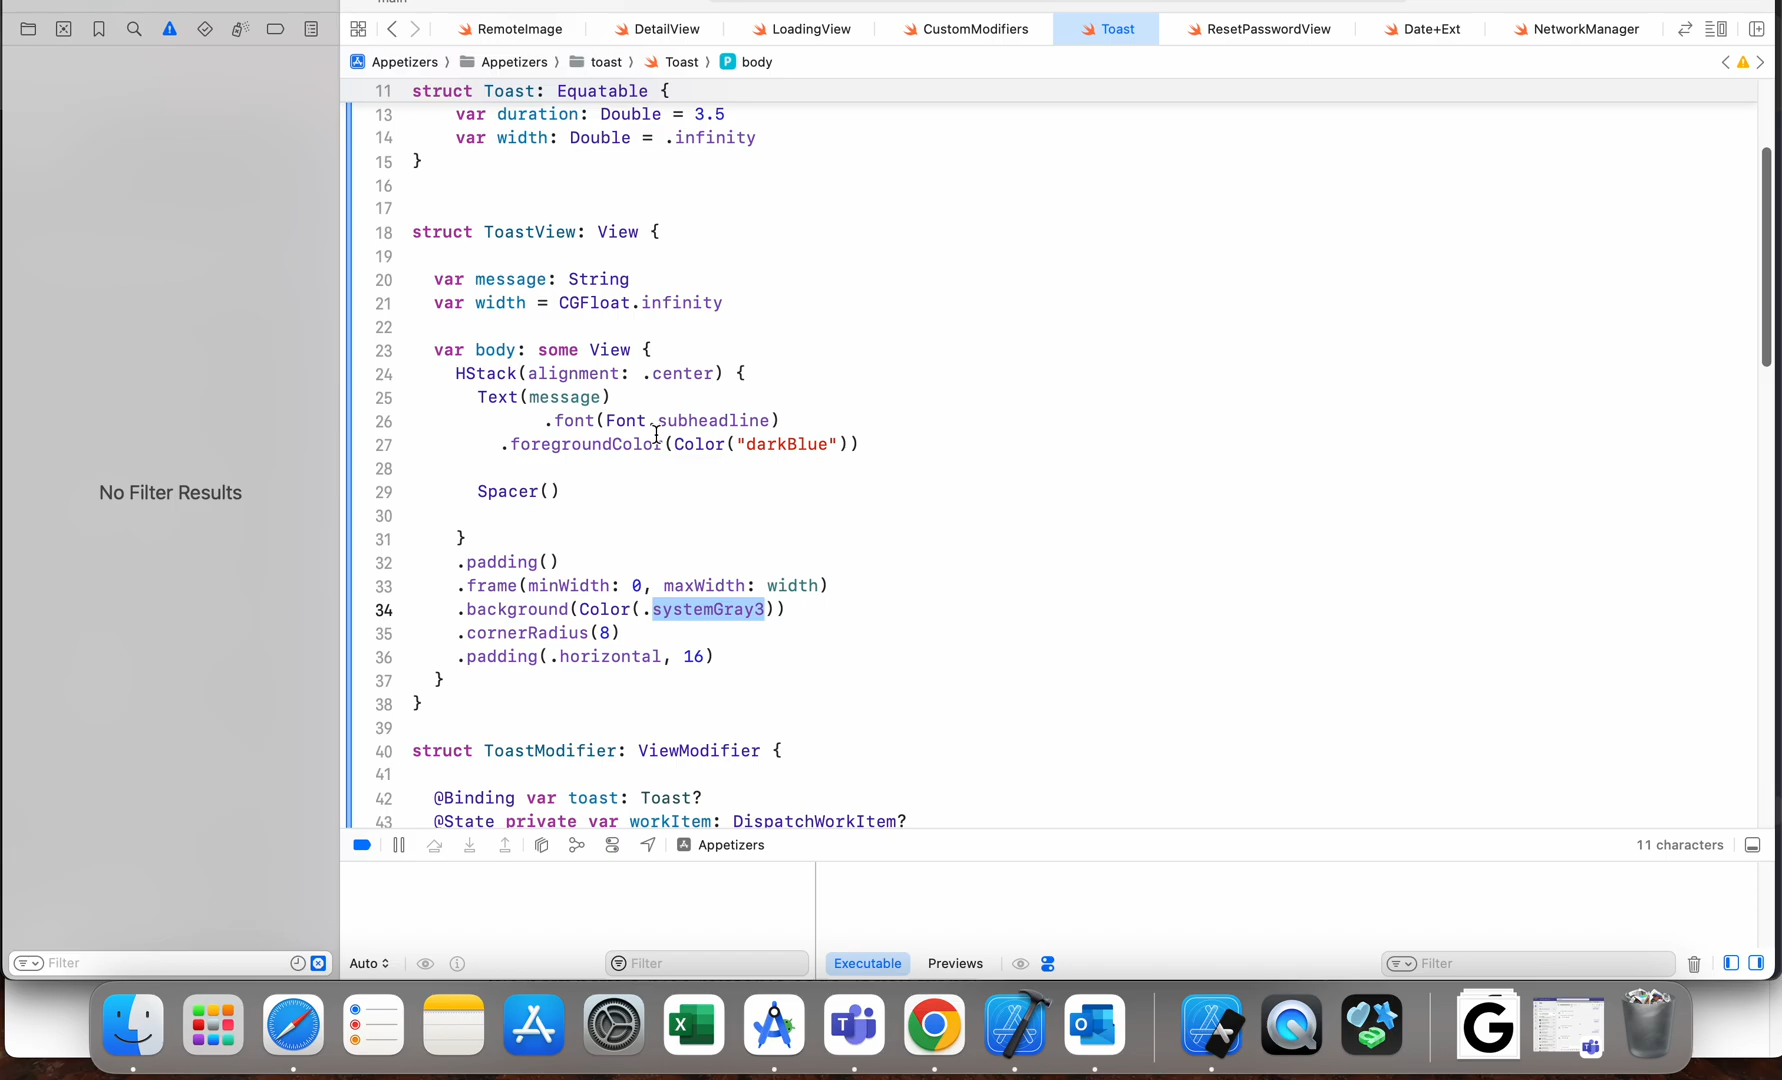 main
RemoteImage DetailView LoadingView CustomModifiers Toast ResetPasswordView Date+Ext NetworkManager
Appetizers 〉 Appetizers 〉 toast 〉 Toast 〉 P body
11 struct Toast: Equatable {
13 var duration: Double = 3.5
14 var width: Double = .infinity
15 }
16
17
18 struct ToastView: View {
19
20 var message: String
21 var width = CGFloat.infinity
22
23 var body: some View {
24 HStack(alignment: .center) {
25 Text(message)
26 .font(Font.subheadline)
27 .foregroundColor(Color("darkBlue"))
28
29 Spacer()
30
31 }
32 .padding()
33 .frame(minWidth: 0, maxWidth: width)
34 .background(Color(.systemGray3))
35 .cornerRadius(8)
36 .padding(.horizontal, 16)
37 }
38 }
39
40 struct ToastModifier: ViewModifier {
41
42 @Binding var toast: Toast?
43 @State private var workItem: DispatchWorkItem?
No Filter Results
Appetizers 11 characters
Filter Auto Filter Executable Previews Filter